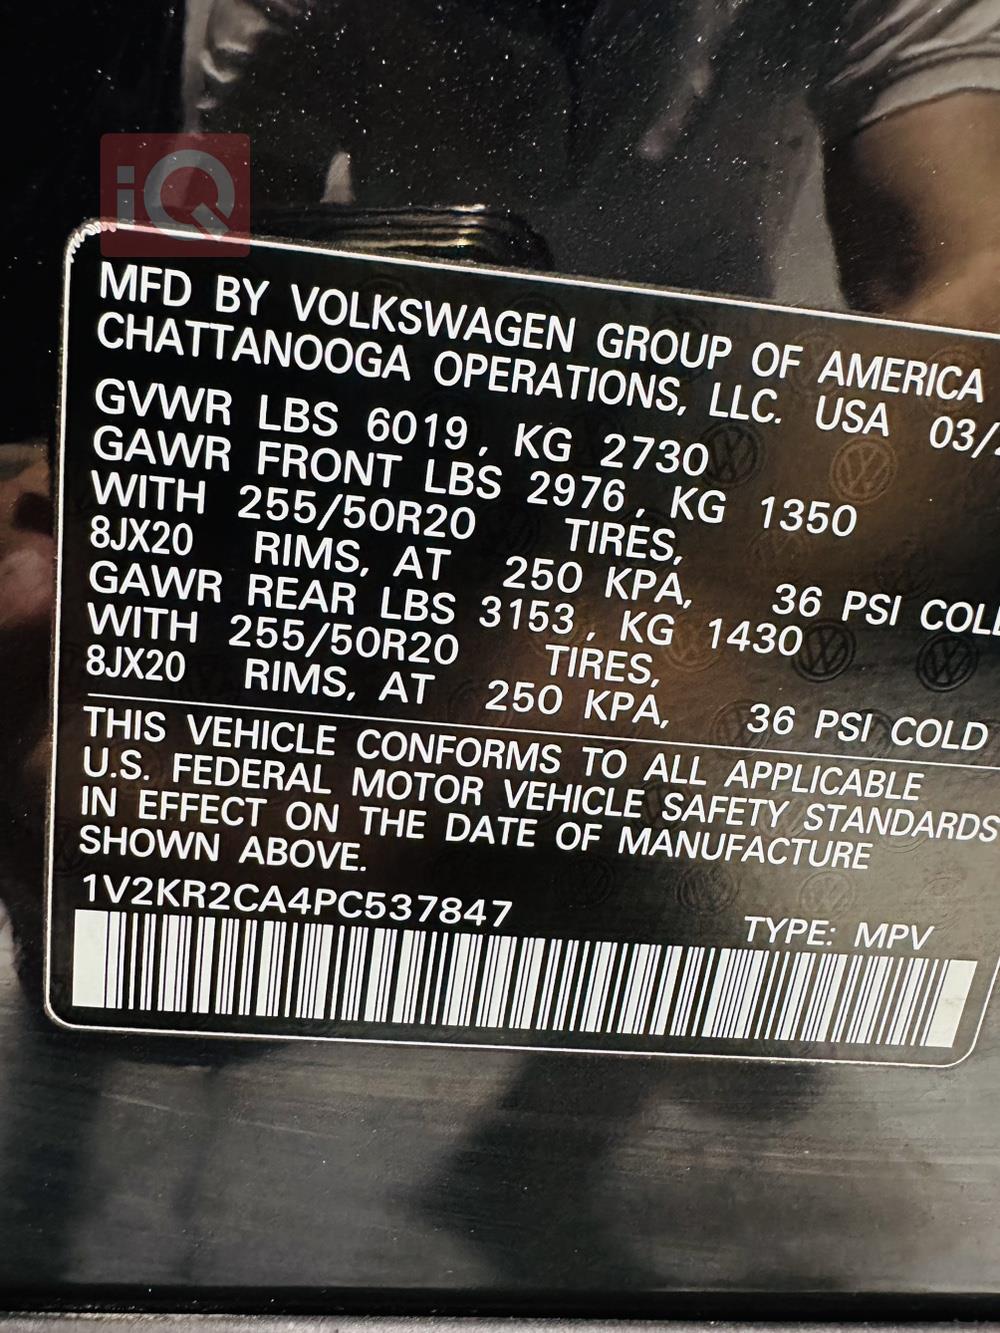 iQ
MFD BY VOLKSWAGEN GROUP OF AMERICA
CHATTANOOGA OPERATIONS, LLC. USA 03/
GVWR LBS 6019, KG 2730
GAWR FRONT LBS 2976, KG 1350
WITH 255/50R20 TIRES,
8JX20 RIMS, AT 250 KPA, 36 PSI COLD
GAWR REAR LBS 3153, KG 1430
WITH 255/50R20 TIRES,
8JX20 RIMS, AT 250 KPA, 36 PSI COLD
THIS VEHICLE CONFORMS TO ALL APPLICABLE
U.S. FEDERAL MOTOR VEHICLE SAFETY STANDARDS
IN EFFECT ON THE DATE OF MANUFACTURE
SHOWN ABOVE.
1V2KR2CA4PC537847 TYPE: MPV